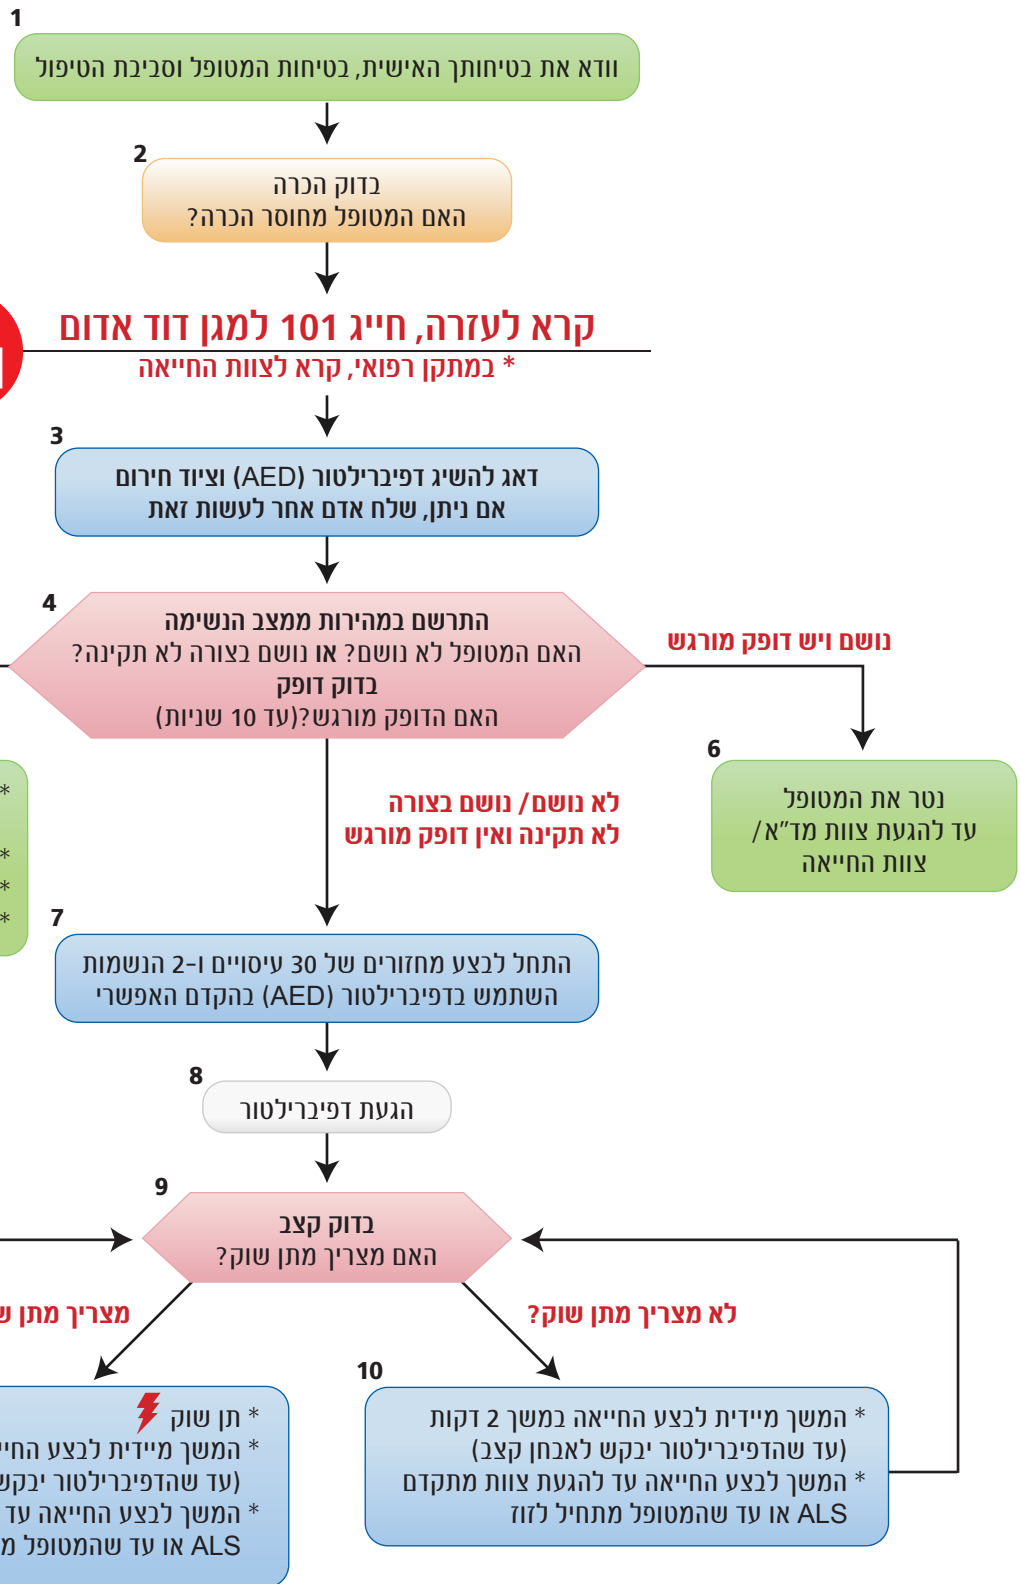 1
וודא את בטיחותך האישית, בטיחות המטופל וסביבת הטיפול
2
בדוק הכרה
האם המטופל מחוסר הכרה?
קרא לעזרה, חייג 101 למגן דוד אדום
* במתקן רפואי, קרא לצוות החייאה
3
דאג להשיג דפיברילטור (AED) וציוד חירום
אם ניתן, שלח אדם אחר לעשות זאת
4
התרשם במהירות ממצב הנשימה
האם המטופל לא נושם? או נושם בצורה לא תקינה?
בדוק דופק
האם הדופק מורגש?(עד 10 שניות)
נושם ויש דופק מורגש
6
נטר את המטופל
עד להגעת צוות מד"א/
צוות החייאה
*
*
*
*
לא נושם/ נושם בצורה
לא תקינה ואין דופק מורגש
7
התחל לבצע מחזורים של 30 עיסויים ו-2 הנשמות
השתמש בדפיברילטור (AED) בהקדם האפשרי
8
הגעת דפיברילטור
9
בדוק קצב
האם מצריך מתן שוק?
לא מצריך מתן שוק?
מצריך מתן
10
* המשך מיידית לבצע החייאה במשך 2 דקות
(עד שהדפיברילטור יבקש לאבחן קצב)
* המשך לבצע החייאה עד להגעת צוות מתקדם
ALS או עד שהמטופל מתחיל לזוז
* תן שוק
* המשך מיידית לבצע
(עד שהדפיברילטור
* המשך לבצע החייאה עד
ALS או עד שהמטופל